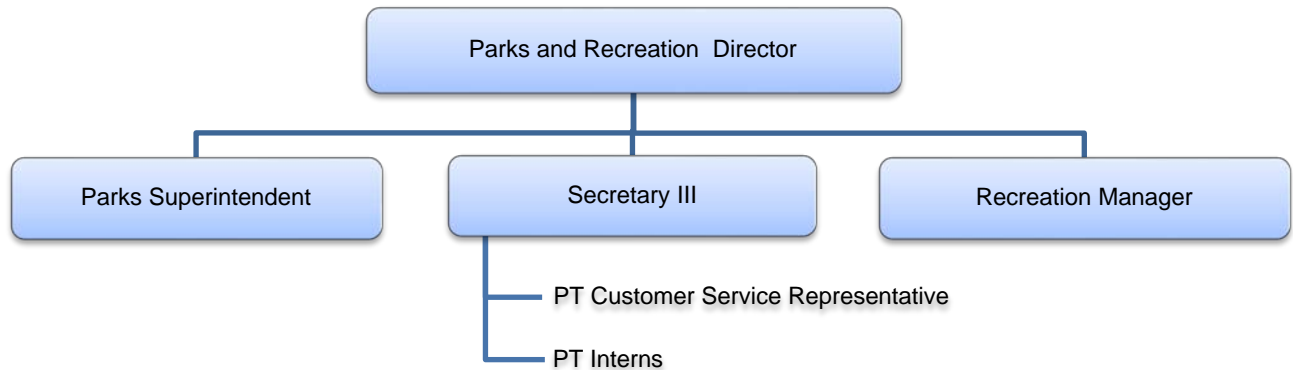 Parks and Recreation Director
Parks Superintendent
Secretary III
Recreation Manager
PT Customer Service Representative
PT Interns